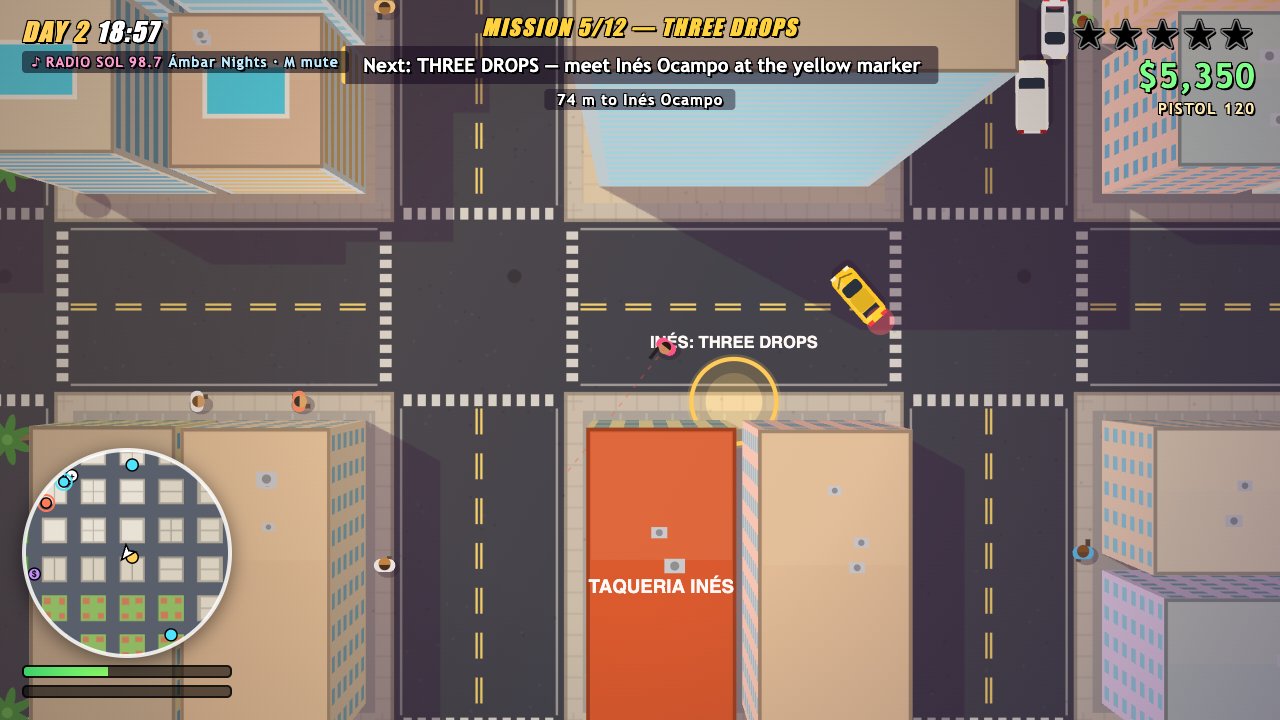 DAY 2 18:57
♪ RADIO SOL 98.7 Ámbar Nights · M mute
MISSION 5/12 — THREE DROPS
Next: THREE DROPS — meet Inés Ocampo at the yellow marker
74 m to Inés Ocampo
$5,350
PISTOL 120
INÉS: THREE DROPS
TAQUERIA INÉS